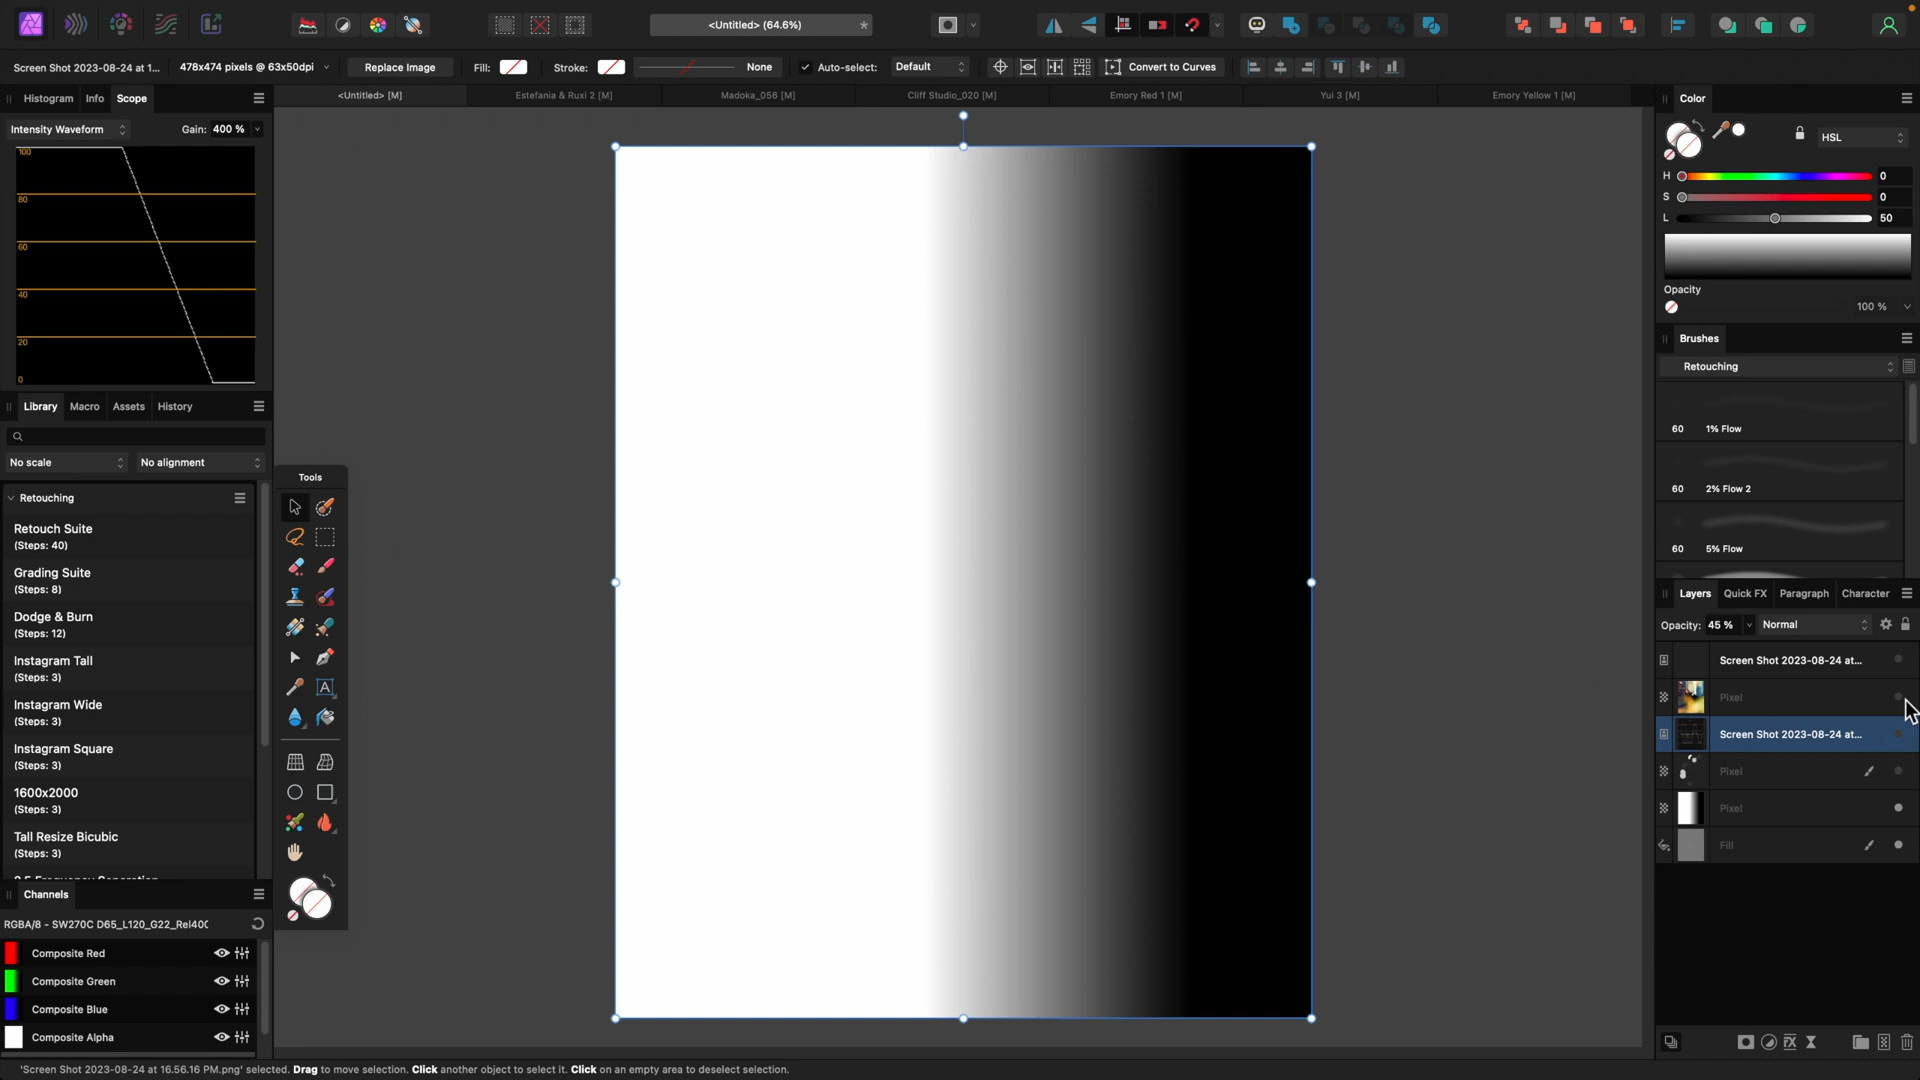 <Untitled> (64.6%)
*
Screen Shot 2023-08-24 at 1...
478x474 pixels @ 63x50dpi
Replace Image
Fill:
Stroke:
None
Auto-select:
Default
Convert to Curves
Histogram
Info
Scope
<Untitled> [M]
Estefania & Ruxi 2 [M]
Madoka_056 [M]
Cliff Studio_020 [M]
Emory Red 1 [M]
Yui 3 [M]
Emory Yellow 1 [M]
Intensity Waveform
Gain: 400 %
100
80
60
40
20
0
Library
Macro
Assets
History
No scale
No alignment
Retouching
Retouch Suite
(Steps: 40)
Grading Suite
(Steps: 8)
Dodge & Burn
(Steps: 12)
Instagram Tall
(Steps: 3)
Instagram Wide
(Steps: 3)
Instagram Square
(Steps: 3)
1600x2000
(Steps: 3)
Tall Resize Bicubic
(Steps: 3)
Channels
RGBA/8 - SW270C D65_L120_G22_Rel400
Composite Red
Composite Green
Composite Blue
Composite Alpha
Tools
Color
HSL
H 0
S 0
L 50
Opacity
100 %
Brushes
Retouching
60 1% Flow
60 2% Flow 2
60 5% Flow
Layers
Quick FX
Paragraph
Character
Opacity: 45 %
Normal
Screen Shot 2023-08-24 at...
Pixel
Screen Shot 2023-08-24 at...
Pixel
Pixel
Fill
'Screen Shot 2023-08-24 at 16.56.16 PM.png' selected. Drag to move selection. Click another object to select it. Click on an empty area to deselect selection.